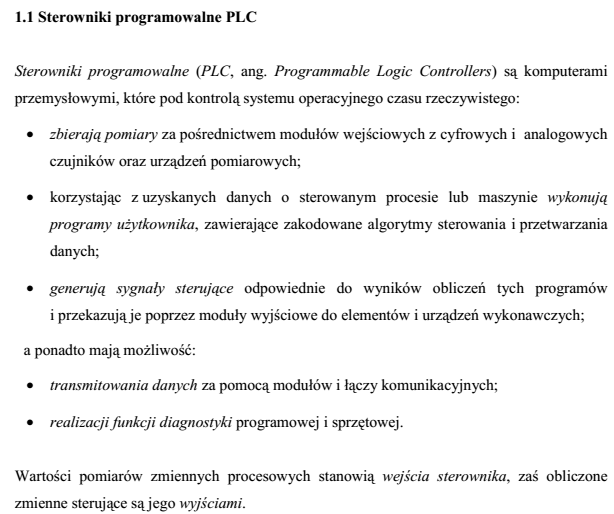 1.1 Sterowniki programowalne PLC
Sterowniki programowalne (PLC, ang. Programmable Logic Controllers) są komputerami
przemysłowymi, które pod kontrolą systemu operacyjnego czasu rzeczywistego:
• zbierają pomiary za pośrednictwem modułów wejściowych z cyfrowych i analogowych
czujników oraz urządzeń pomiarowych;
• korzystając z uzyskanych danych o sterowanym procesie lub maszynie wykonują
programy użytkownika, zawierające zakodowane algorytmy sterowania i przetwarzania
danych;
• generują sygnały sterujące odpowiednie do wyników obliczeń tych programów
i przekazują je poprzez moduły wyjściowe do elementów i urządzeń wykonawczych;
a ponadto mają możliwość:
• transmitowania danych za pomocą modułów i łączy komunikacyjnych;
• realizacji funkcji diagnostyki programowej i sprzętowej.
Wartości pomiarów zmiennych procesowych stanowią wejścia sterownika, zaś obliczone
zmienne sterujące są jego wyjściami.